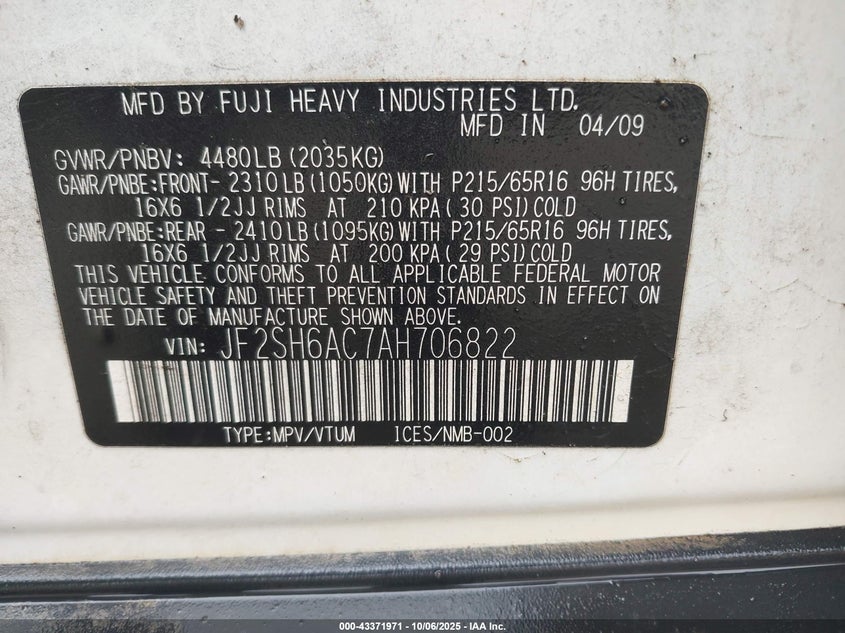 MFD BY FUJI HEAVY INDUSTRIES LTD.
MFD IN 04/09
GVWR/PNBV: 4480LB(2035KG)
GAWR/PNBE:FRONT- 2310LB(1050KG)WITH P215/65R16 96H TIRES,
16X6 1/2JJ RIMS AT 210 KPA( 30 PSI)COLD
GAWR/PNBE:REAR - 2410LB(1095KG)WITH P215/65R16 96H TIRES,
16X6 1/2JJ RIMS AT 200 KPA( 29 PSI)COLD
THIS VEHICLE CONFORMS TO ALL APPLICABLE FEDERAL MOTOR
VEHICLE SAFETY AND THEFT PREVENTION STANDARDS IN EFFECT ON
THE DATE OF MANUFACTURE SHOWN ABOVE.
VIN: JF2SH6AC7AH706822
TYPE:MPV/VTUM ICES/NMB-002
000-43371971 - 10/06/2025 - IAA Inc.